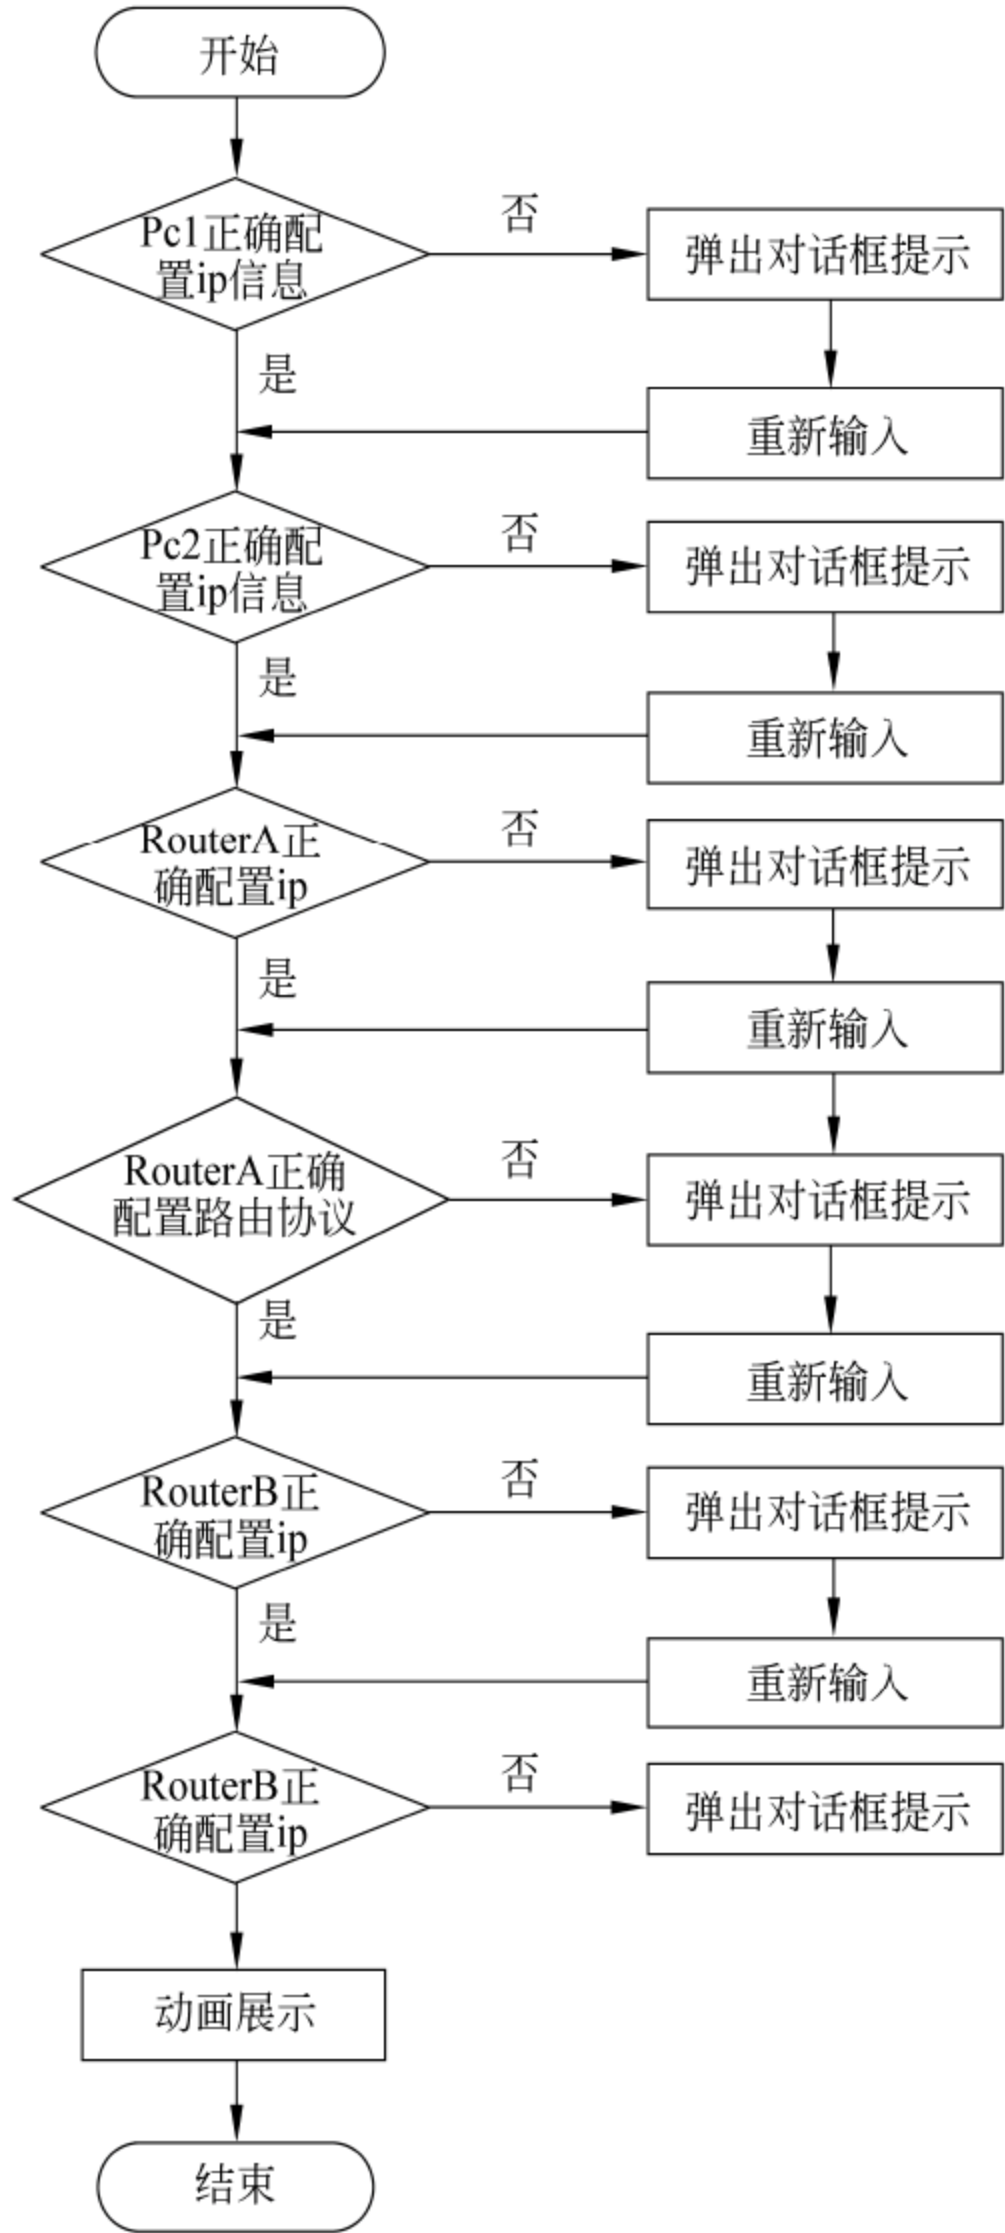 开始
Pc1正确配
置ip信息
否
弹出对话框提示
是
重新输入
Pc2正确配
置ip信息
否
弹出对话框提示
是
重新输入
RouterA正
确配置ip
否
弹出对话框提示
是
重新输入
RouterA正确
配置路由协议
否
弹出对话框提示
是
重新输入
RouterB正
确配置ip
否
弹出对话框提示
是
重新输入
RouterB正
确配置ip
否
弹出对话框提示
动画展示
结束